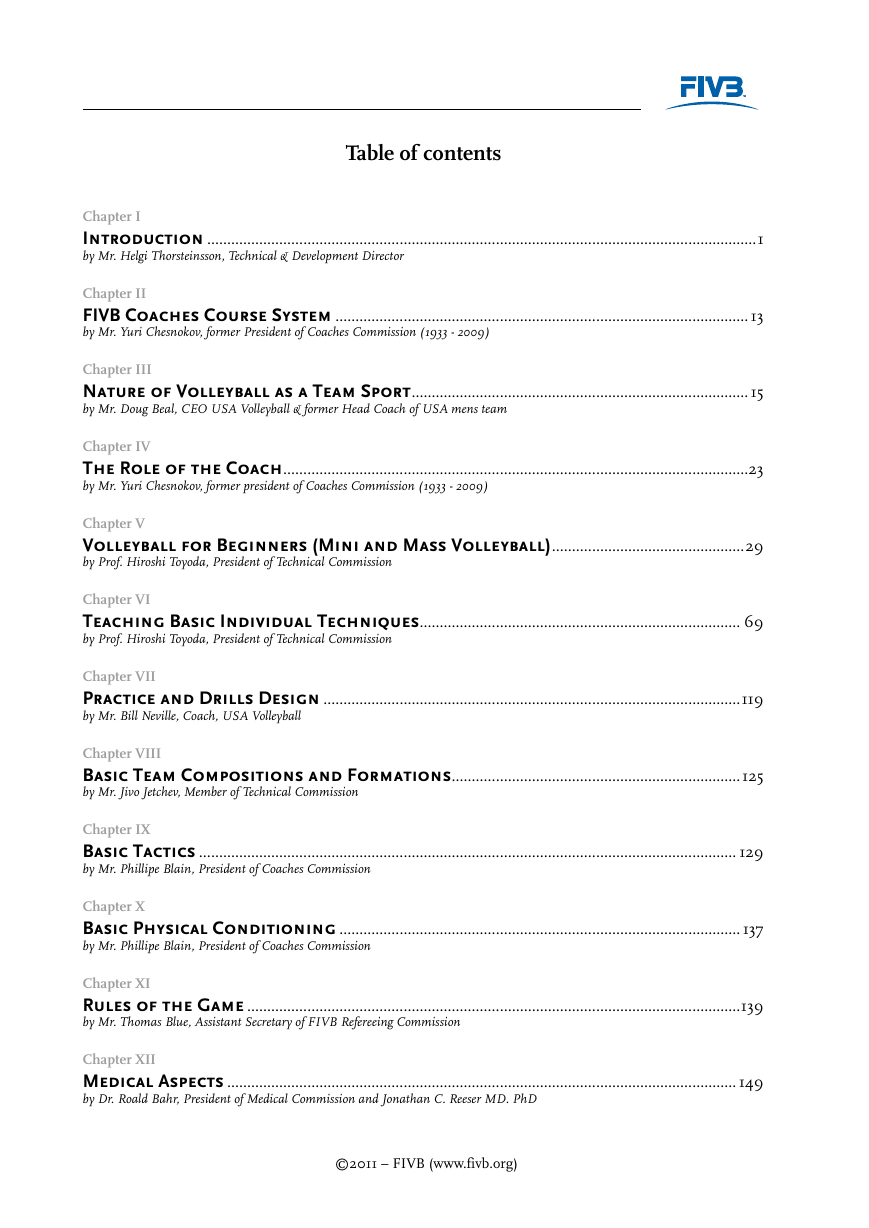 FIVB
Table of contents
Chapter I
Introduction ........................................................................................................................................1
by Mr. Helgi Thorsteinsson, Technical & Development Director
Chapter II
FIVB Coaches Course System ......................................................................................................13
by Mr. Yuri Chesnokov, former President of Coaches Commission (1933 - 2009)
Chapter III
Nature of Volleyball as a Team Sport...................................................................................15
by Mr. Doug Beal, CEO USA Volleyball & former Head Coach of USA mens team
Chapter IV
The Role of the Coach...................................................................................................................23
by Mr. Yuri Chesnokov, former president of Coaches Commission (1933 - 2009)
Chapter V
Volleyball for Beginners (Mini and Mass Volleyball)................................................29
by Prof. Hiroshi Toyoda, President of Technical Commission
Chapter VI
Teaching Basic Individual Techniques................................................................................ 69
by Prof. Hiroshi Toyoda, President of Technical Commission
Chapter VII
Practice and Drills Design ........................................................................................................119
by Mr. Bill Neville, Coach, USA Volleyball
Chapter VIII
Basic Team Compositions and Formations........................................................................125
by Mr. Jivo Jetchev, Member of Technical Commission
Chapter IX
Basic Tactics ...................................................................................................................................... 129
by Mr. Phillipe Blain, President of Coaches Commission
Chapter X
Basic Physical Conditioning .................................................................................................... 137
by Mr. Phillipe Blain, President of Coaches Commission
Chapter XI
Rules of the Game ...........................................................................................................................139
by Mr. Thomas Blue, Assistant Secretary of FIVB Refereeing Commission
Chapter XII
Medical Aspects ............................................................................................................................... 149
by Dr. Roald Bahr, President of Medical Commission and Jonathan C. Reeser MD. PhD
©2011 – FIVB (www.fivb.org)